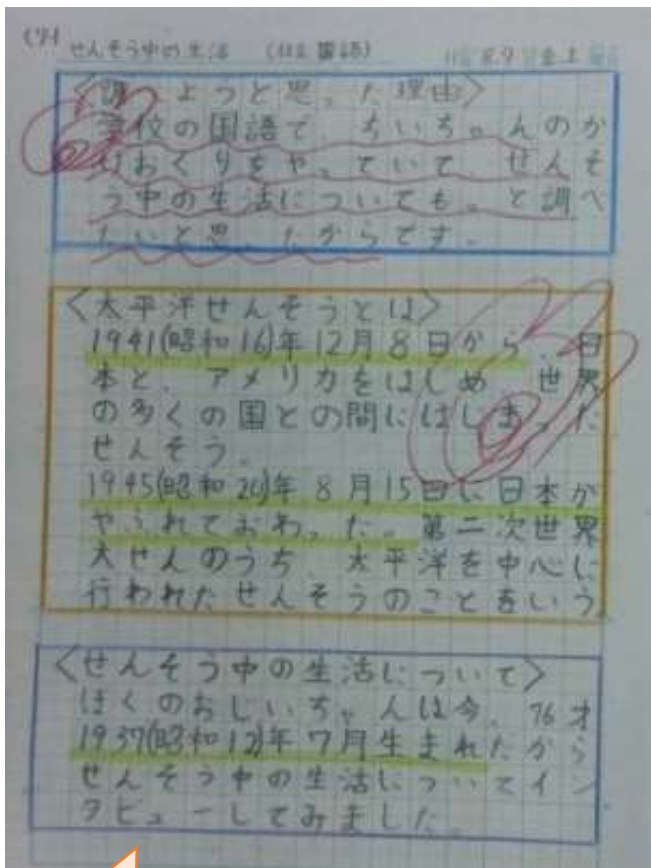 せんそう中の生活 (国語) 8.9 金
〈調べようと思った理由〉
学校の国語で、ちいちゃんのか
げおくりをやっていて、せんそ
う中の生活についてもっと調べ
たいと思ったからです。
〈太平洋せんそうとは〉
1941(昭和16)年12月8日から、日
本と、アメリカをはじめ、世界
の多くの国との間にはじまった
せんそう。
1945(昭和20)年8月15日に日本が
やぶれておわった。第二次世界
大せんのうち、太平洋を中心に
行われたせんそうのことをいう。
〈せんそう中の生活について〉
ぼくのおじいちゃんは今、76才
1937(昭和12)年7月生まれだから
せんそう中の生活についてイン
タビューしてみました。